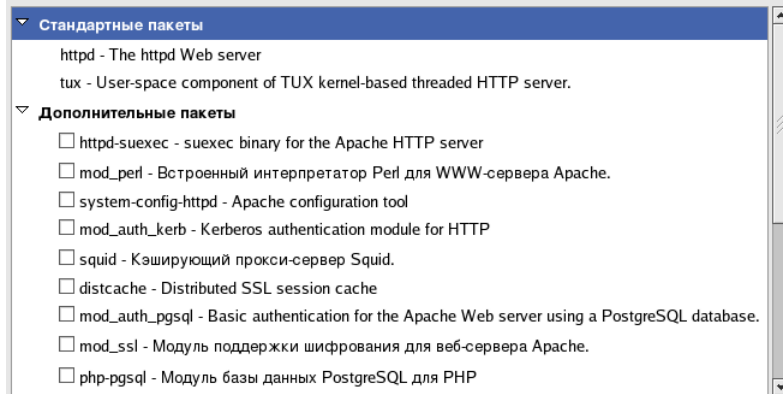 Стандартные пакеты
httpd - The httpd Web server
tux - User-space component of TUX kernel-based threaded HTTP server.
Дополнительные пакеты
httpd-suexec - suexec binary for the Apache HTTP server
mod_perl - Встроенный интерпретатор Perl для WWW-сервера Apache.
system-config-httpd - Apache configuration tool
mod_auth_kerb - Kerberos authentication module for HTTP
squid - Кэширующий прокси-сервер Squid.
distcache - Distributed SSL session cache
mod_auth_pgsql - Basic authentication for the Apache Web server using a PostgreSQL database.
mod_ssl - Модуль поддержки шифрования для веб-сервера Apache.
php-pgsql - Модуль базы данных PostgreSQL для PHP